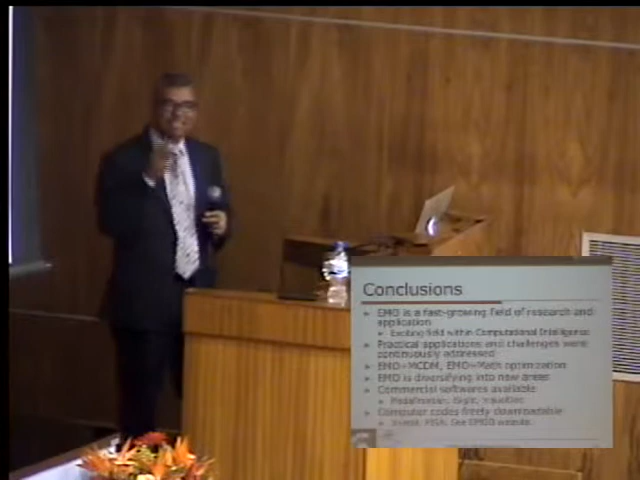 Conclusions
EMO is a fast-growing field of research and
application
Exciting field within Computational Intelligence
Practical applications and challenges were
continuously addressed
EMO-MCDM, EMO-Math optimization
EMO is diversifying into new areas
Commercial softwares available
Computer codes freely downloadable
See website